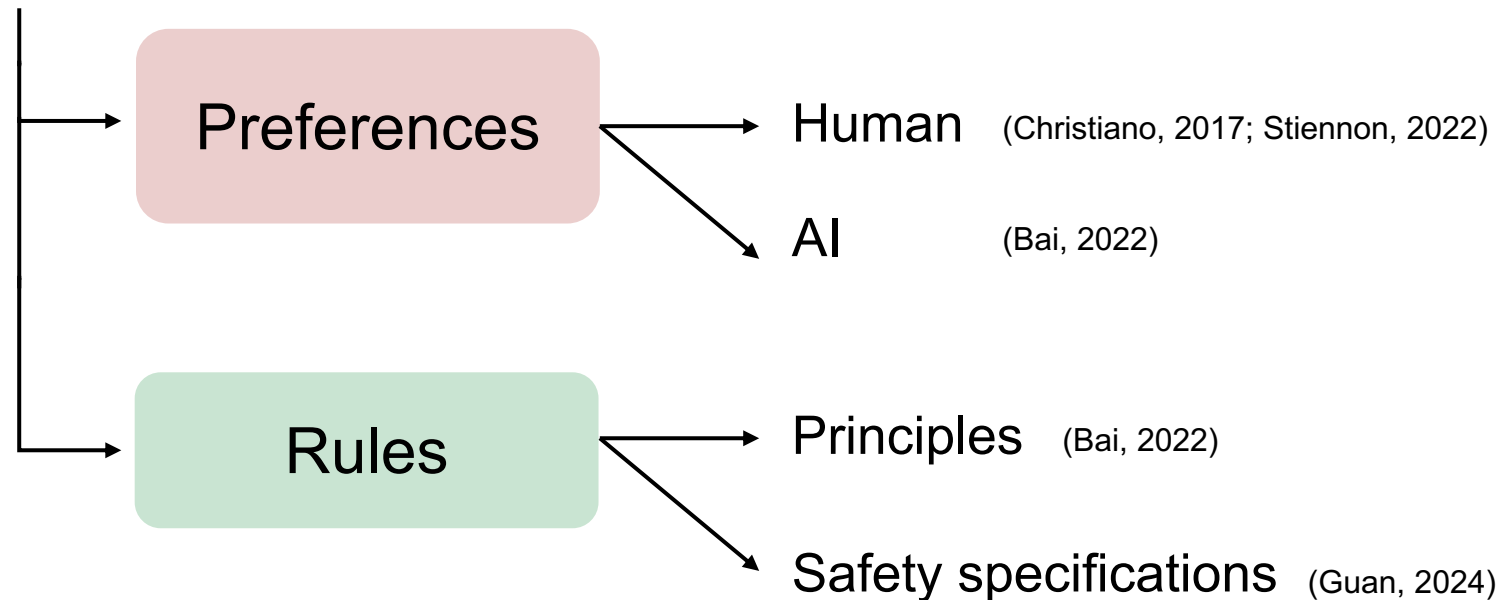 Preferences
Human (Christiano, 2017; Stiennon, 2022)
AI (Bai, 2022)
Rules
Principles (Bai, 2022)
Safety specifications (Guan, 2024)